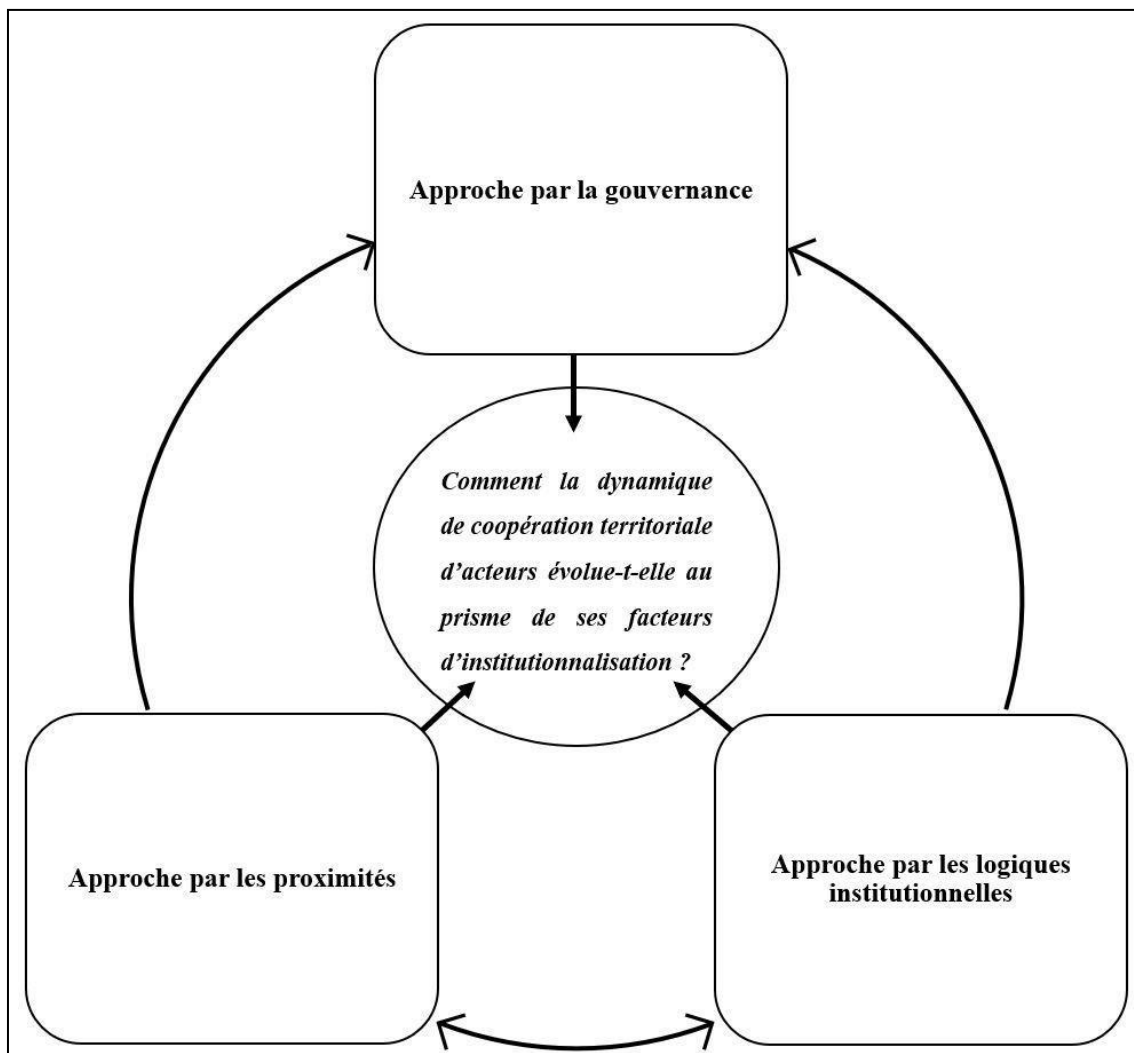 Approche par la gouvernance
Comment la dynamique
de coopération territoriale
d'acteurs évolue-t-elle au
prisme de ses facteurs
d'institutionnalisation ?
Approche par les proximités
Approche par les logiques
institutionnelles